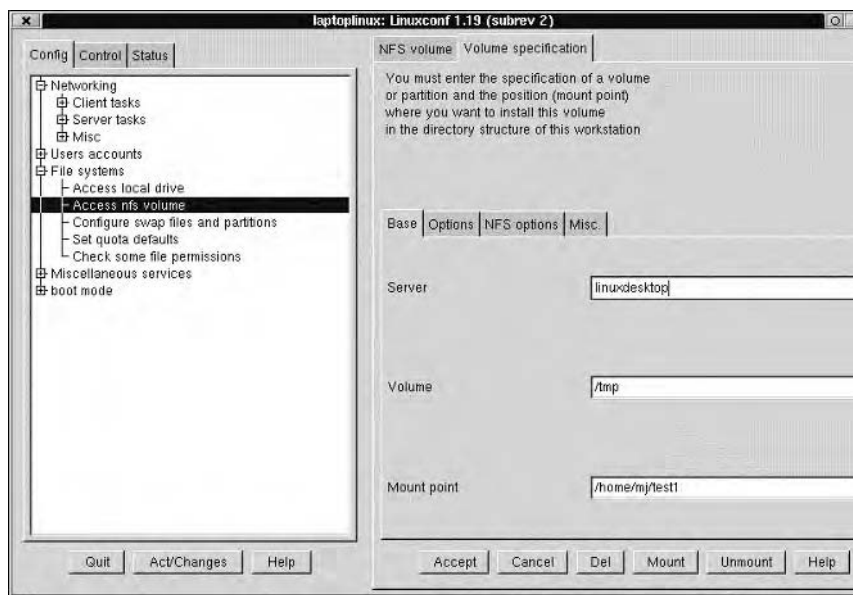 laptoplinux: Linuxconf 1.19 (subrev 2)
Config Control Status
Networking
Client tasks
Server tasks
Misc
Users accounts
File systems
Access local drive
Access nfs volume
Configure swap files and partitions
Set quota defaults
Check some file permissions
Miscellaneous services
boot mode
Quit Act/Changes Help
NFS volume Volume specification
You must enter the specification of a volume
or partition and the position (mount point)
where you want to install this volume
in the directory structure of this workstation
Base Options NFS options Misc.
Server linuxdesktop
Volume /tmp
Mount point /home/mj/test1
Accept Cancel Del Mount Unmount Help